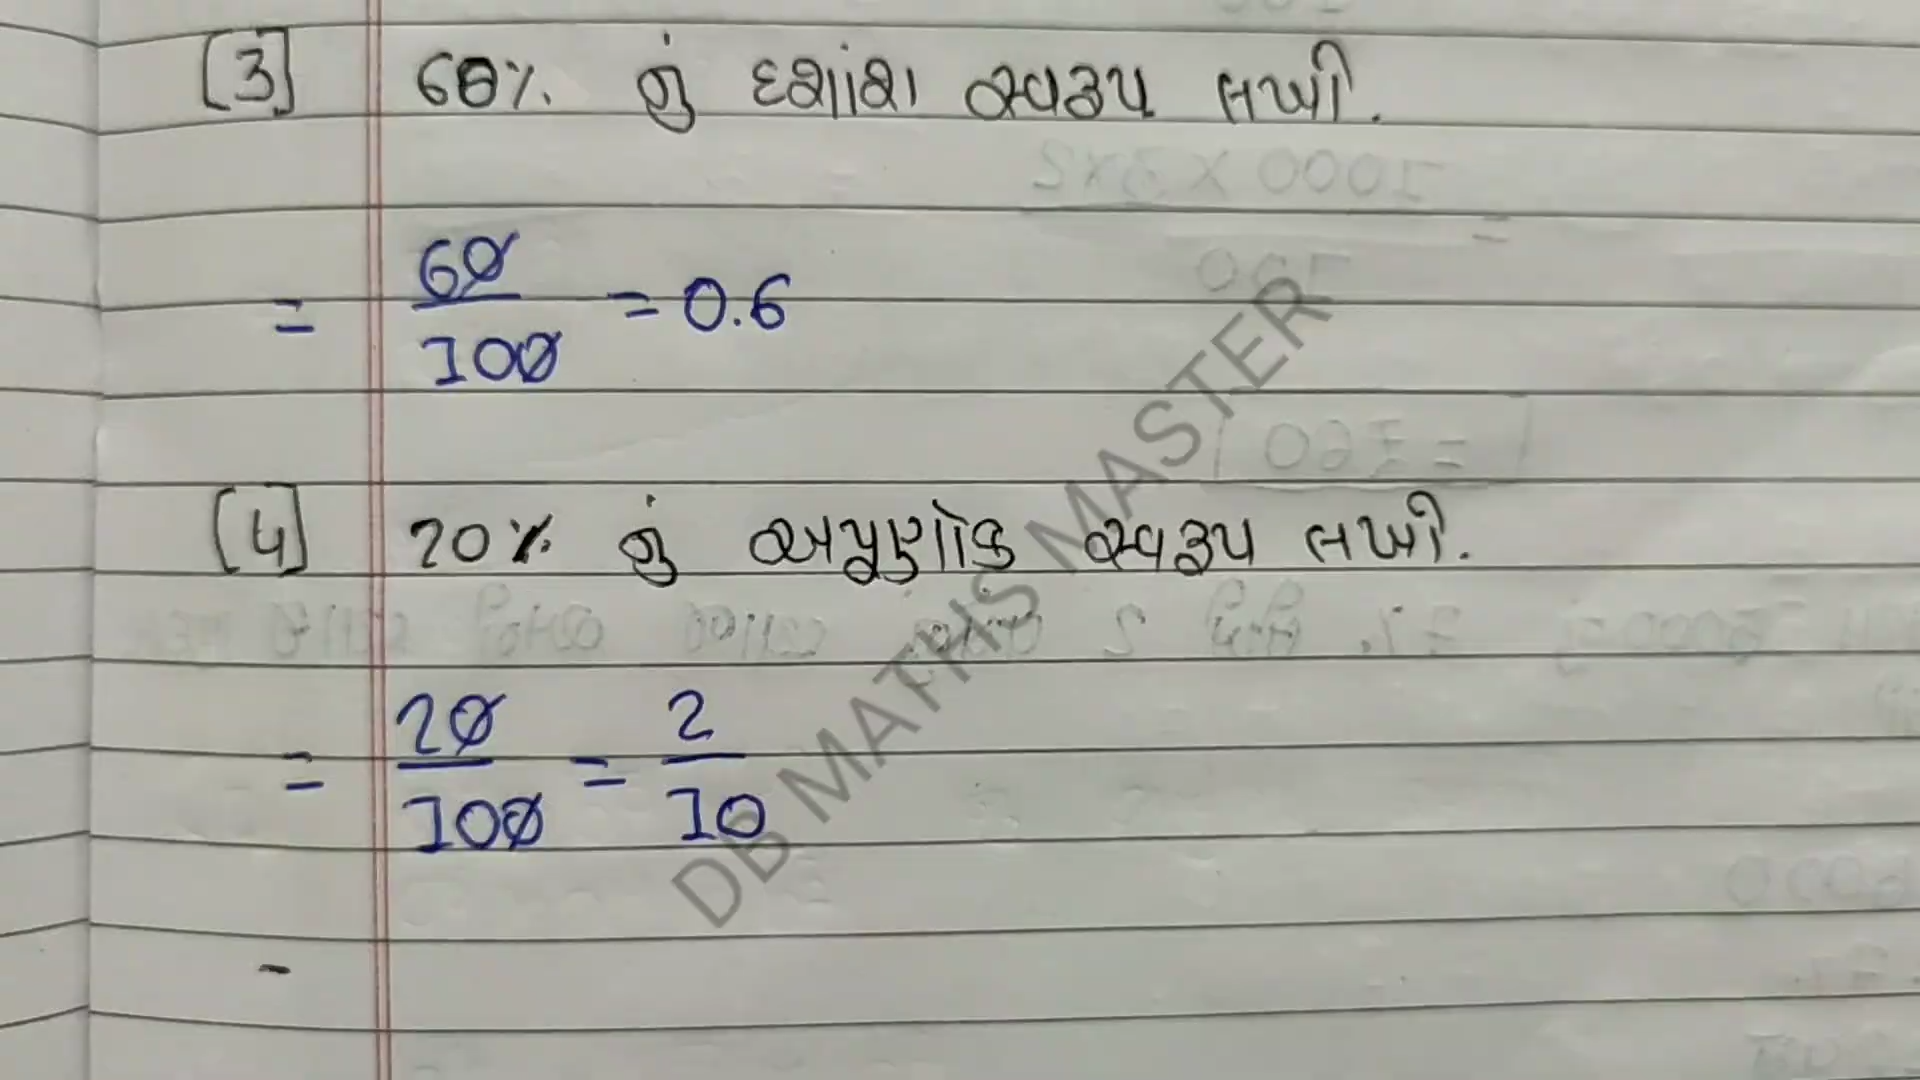 [3] 60% નું દશાંશ સ્વરૂપ લખો.
= 60/100 = 0.6
[4] 20% નું અપૂર્ણાંક સ્વરૂપ લખો.
= 20/100 = 2/10
DB MATHS MASTER